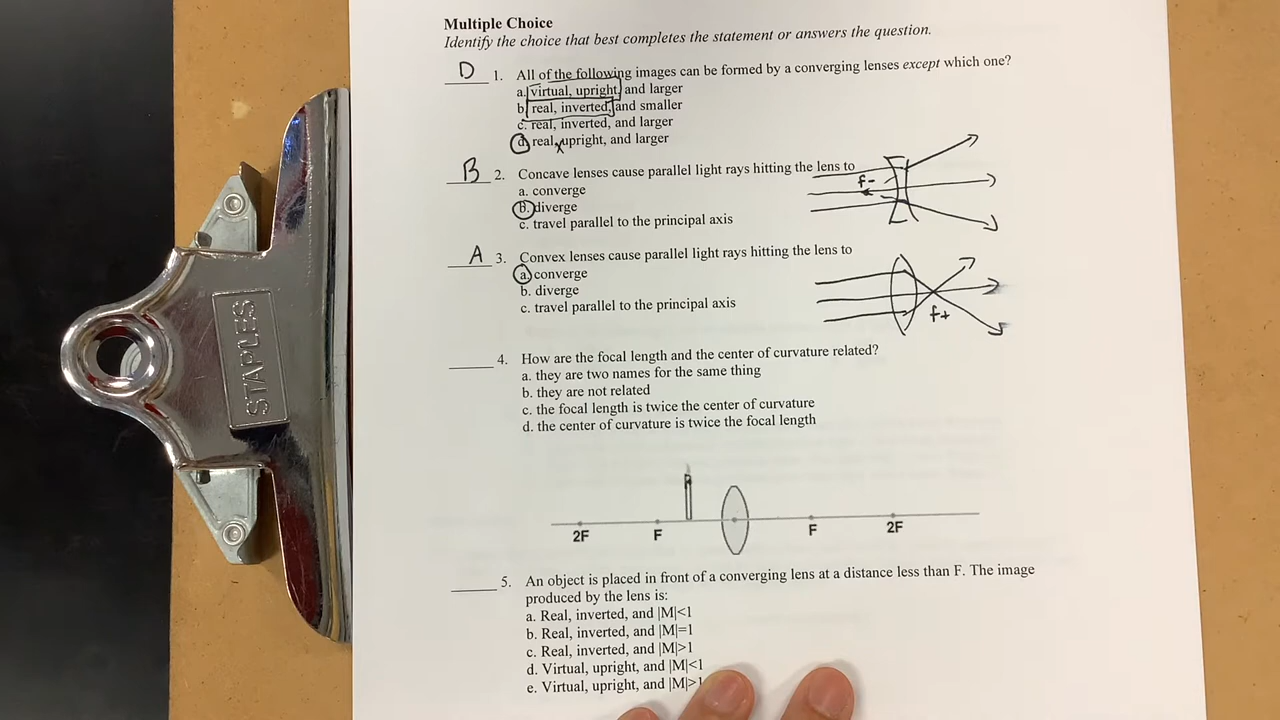 Multiple Choice
Identify the choice that best completes the statement or answers the question.
D 1. All of the following images can be formed by a converging lenses except which one?
a. virtual, upright, and larger
b. real, inverted, and smaller
c. real, inverted, and larger
d. real, upright, and larger
B 2. Concave lenses cause parallel light rays hitting the lens to
a. converge
b. diverge
c. travel parallel to the principal axis
f-
A 3. Convex lenses cause parallel light rays hitting the lens to
a. converge
b. diverge
c. travel parallel to the principal axis
f+
4. How are the focal length and the center of curvature related?
a. they are two names for the same thing
b. they are not related
c. the focal length is twice the center of curvature
d. the center of curvature is twice the focal length
2F F F 2F
5. An object is placed in front of a converging lens at a distance less than F. The image
produced by the lens is:
a. Real, inverted, and |M|<1
b. Real, inverted, and |M|=1
c. Real, inverted, and |M|>1
d. Virtual, upright, and |M|<1
e. Virtual, upright, and |M|>1
STAPLES